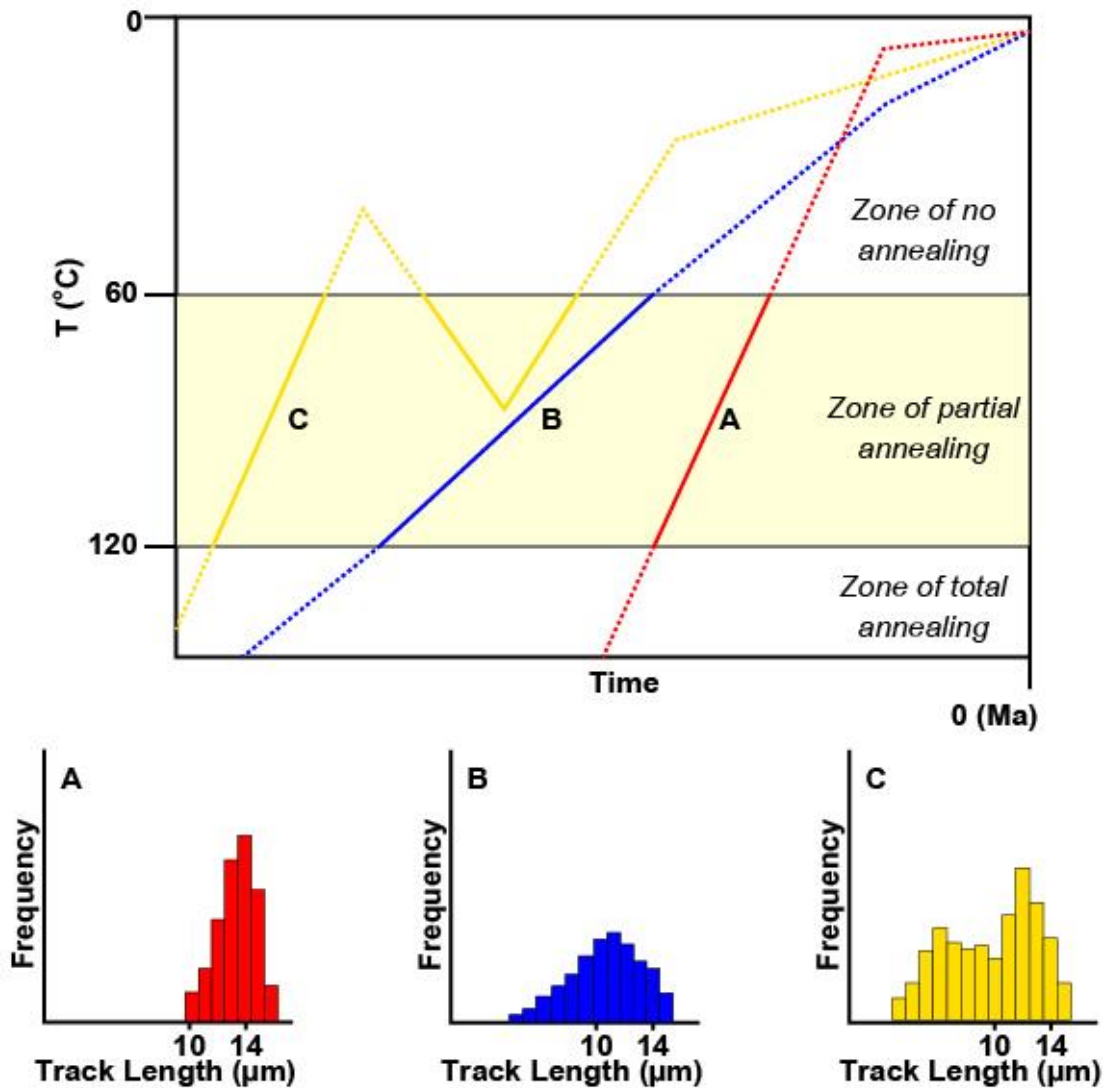 0
T (°C)
60
120
Zone of no
annealing
Zone of partial
annealing
Zone of total
annealing
C
B
A
Time
0 (Ma)
A
Frequency
10 14
Track Length (µm)
B
Frequency
10 14
Track Length (µm)
C
Frequency
10 14
Track Length (µm)